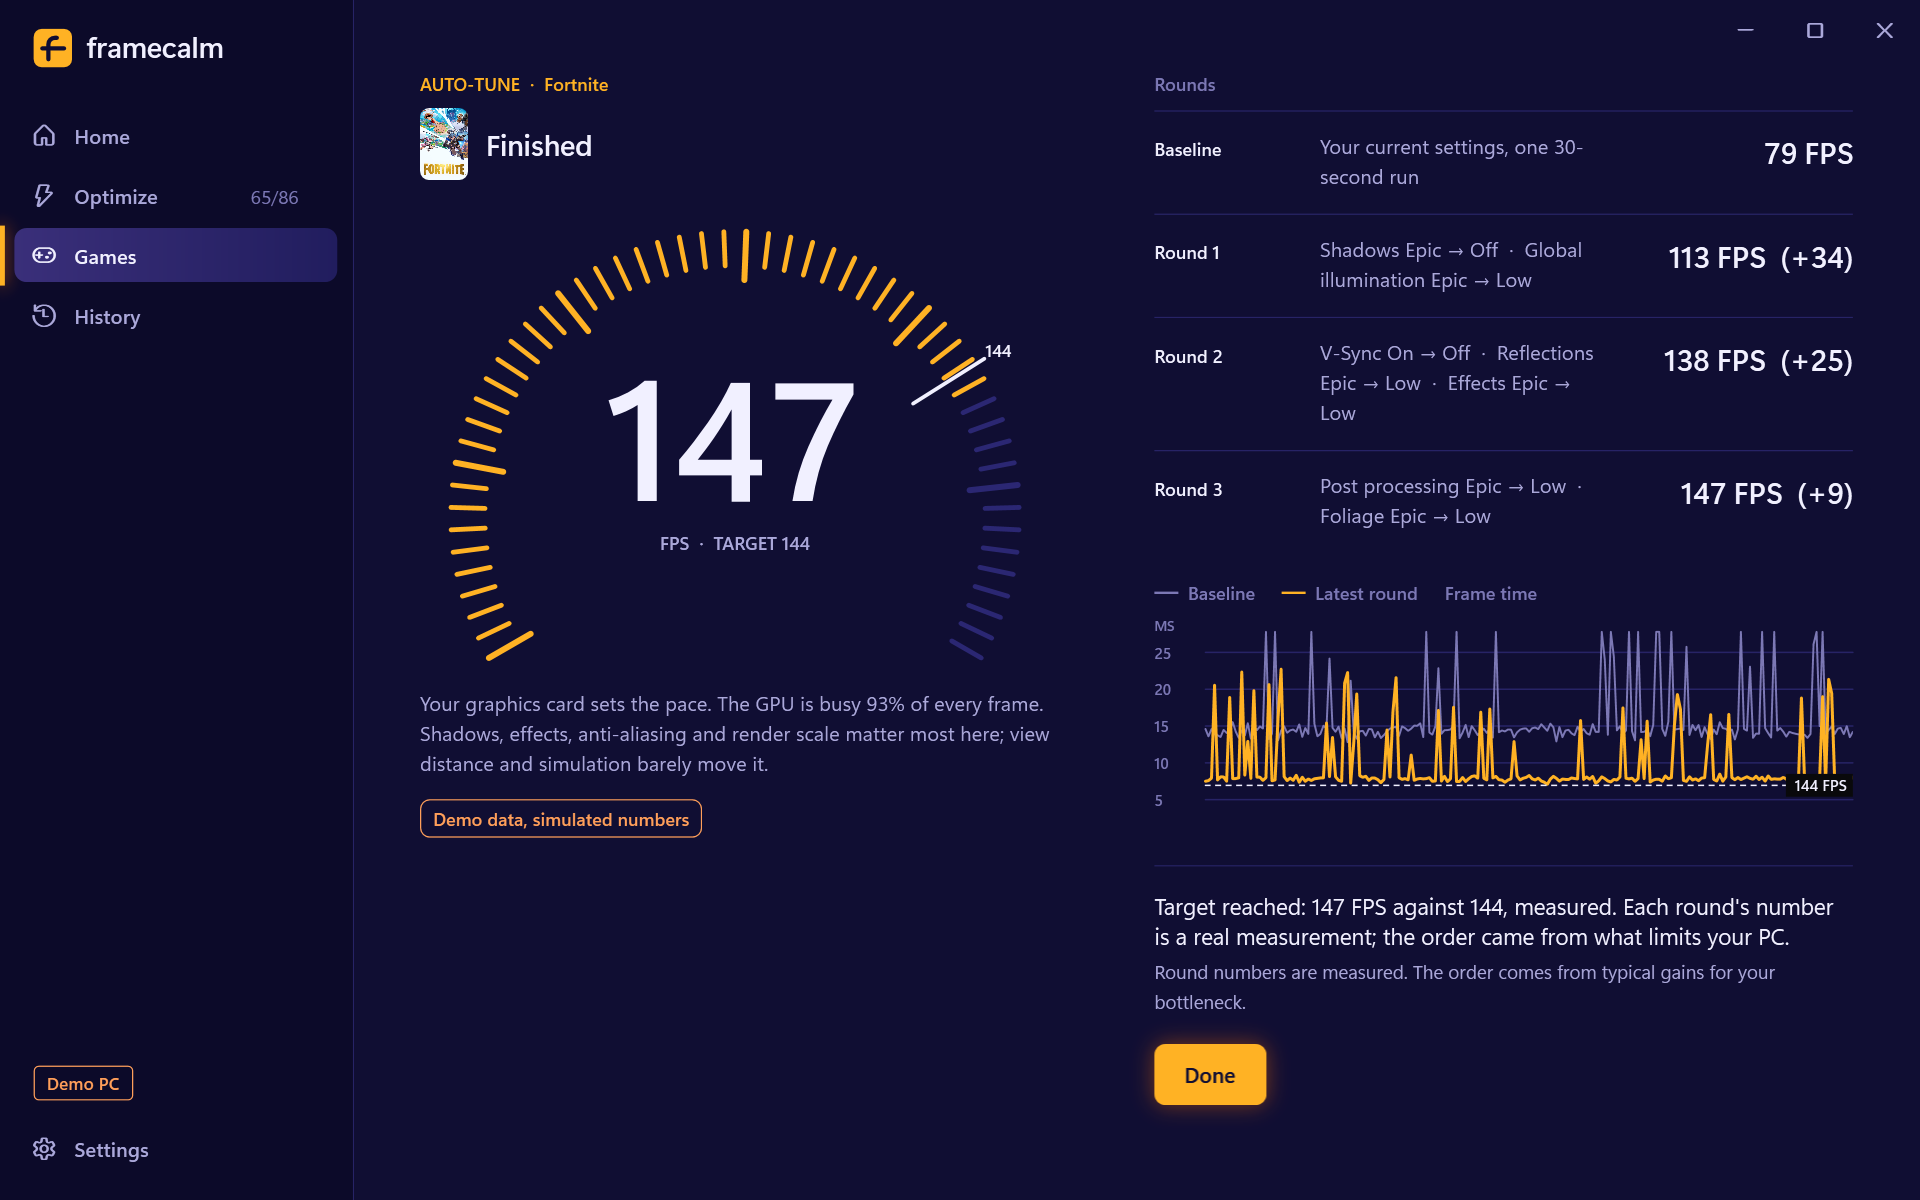 framecalm
Home
Optimize 65/86
Games
History
Demo PC
Settings
AUTO-TUNE · Fortnite
FORTNITE
Finished
144
147
FPS · TARGET 144
Your graphics card sets the pace. The GPU is busy 93% of every frame.
Shadows, effects, anti-aliasing and render scale matter most here; view
distance and simulation barely move it.
Demo data, simulated numbers
Rounds
Baseline Your current settings, one 30-
second run
79 FPS
Round 1 Shadows Epic → Off · Global
illumination Epic → Low
113 FPS (+34)
Round 2 V-Sync On → Off · Reflections
Epic → Low · Effects Epic →
Low
138 FPS (+25)
Round 3 Post processing Epic → Low ·
Foliage Epic → Low
147 FPS (+9)
Baseline Latest round Frame time
MS
25
20
15
10
5
144 FPS
Target reached: 147 FPS against 144, measured. Each round's number
is a real measurement; the order came from what limits your PC.
Round numbers are measured. The order comes from typical gains for your
bottleneck.
Done